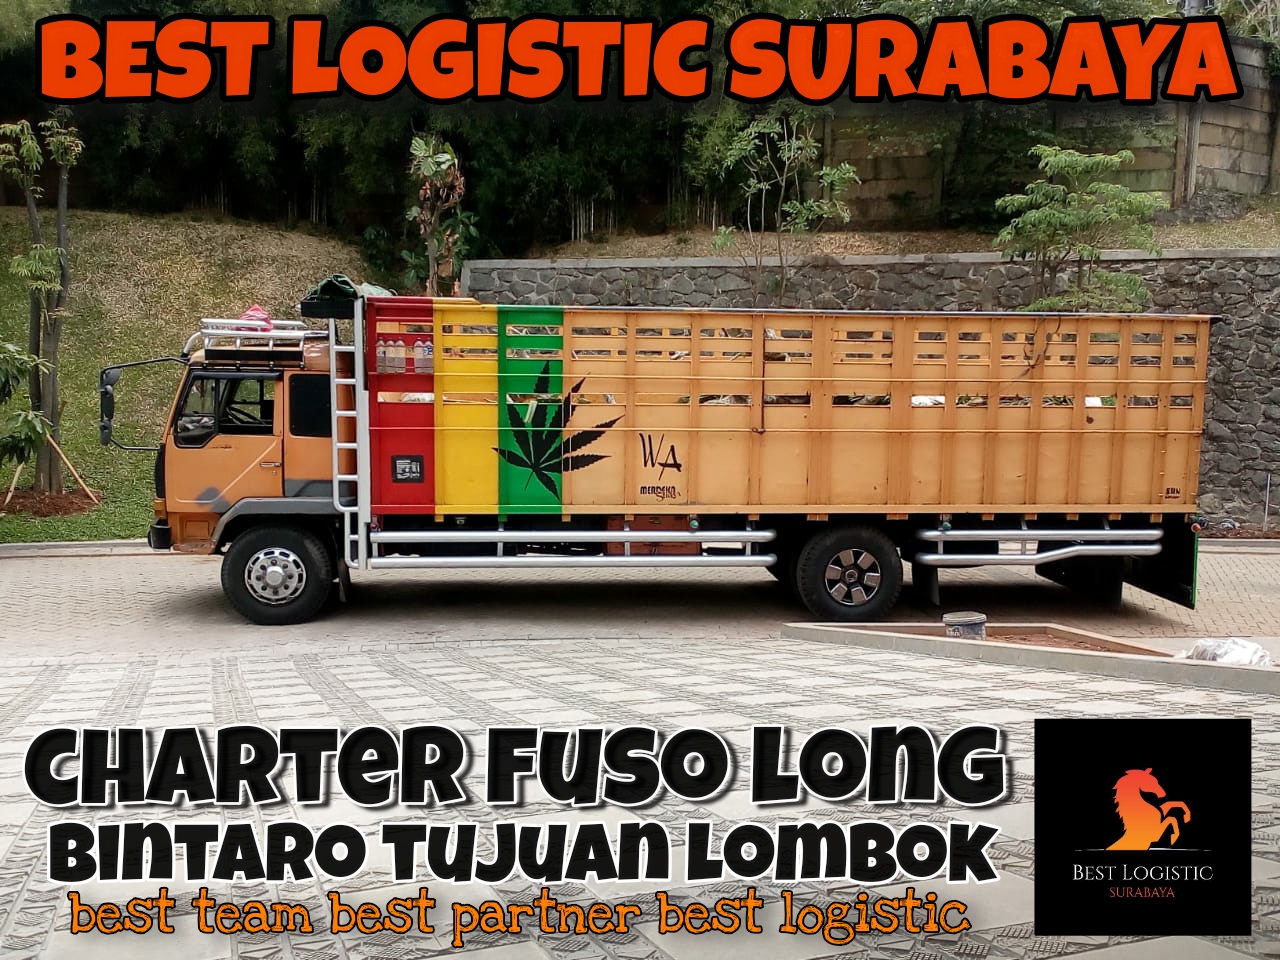 BEST LOGISTIC SURABAYA
WA
MERDEKA
CHARTER FUSO LONG
BINTARO TUJUAN LOMBOK
best team best partner best logistic
BEST LOGISTIC
SURABAYA